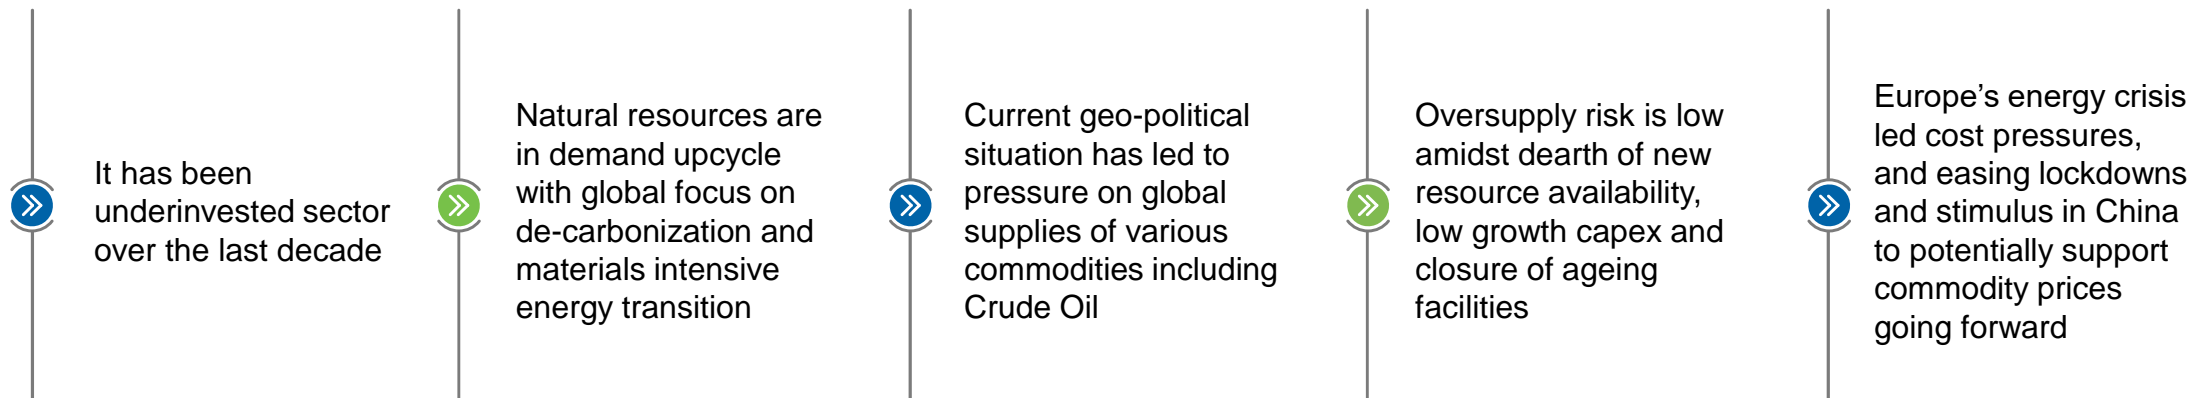 It has been
underinvested sector
over the last decade
Natural resources are
in demand upcycle
with global focus on
de-carbonization and
materials intensive
energy transition
Current geo-political
situation has led to
pressure on global
supplies of various
commodities including
Crude Oil
Oversupply risk is low
amidst dearth of new
resource availability,
low growth capex and
closure of ageing
facilities
Europe’s energy crisis
led cost pressures,
and easing lockdowns
and stimulus in China
to potentially support
commodity prices
going forward